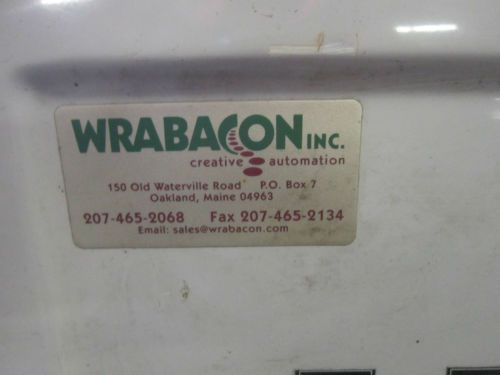 WRABACON INC.
creative automation
150 Old Waterville Road P.O. Box 7
Oakland, Maine 04963
207-465-2068 Fax 207-465-2134
Email: sales@wrabacon.com